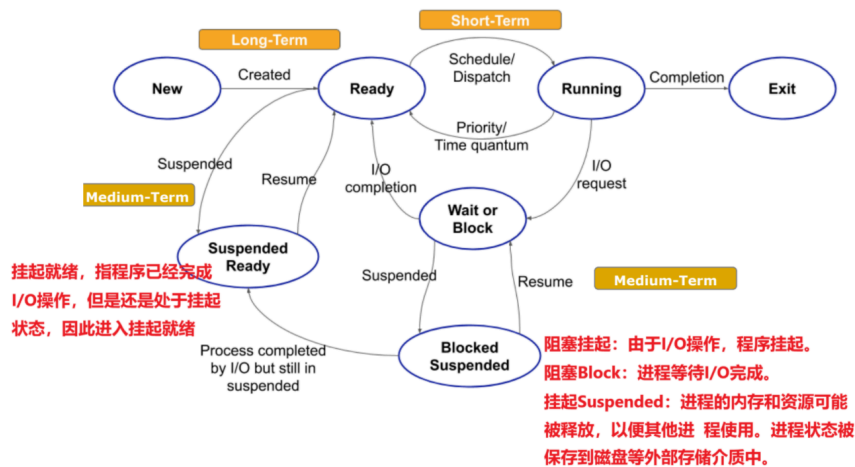 Short-Term
Long-Term
Schedule/
Dispatch
Created
Completion
New
Ready
Running
Exit
Priority/
Time quantum
Suspended
I/O
completion
I/O
request
Resume
Medium-Term
Wait or
Block
Suspended
Ready
挂起就绪，指程序已经完成
I/O操作，但是还是处于挂起
状态，因此进入挂起就绪
Suspended
Resume
Medium-Term
Process completed
by I/O but still in
suspended
Blocked
Suspended
阻塞挂起：由于I/O操作，程序挂起。
阻塞Block：进程等待I/O完成。
挂起Suspended：进程的内存和资源可能
被释放，以便其他进 程使用。进程状态被
保存到磁盘等外部存储介质中。